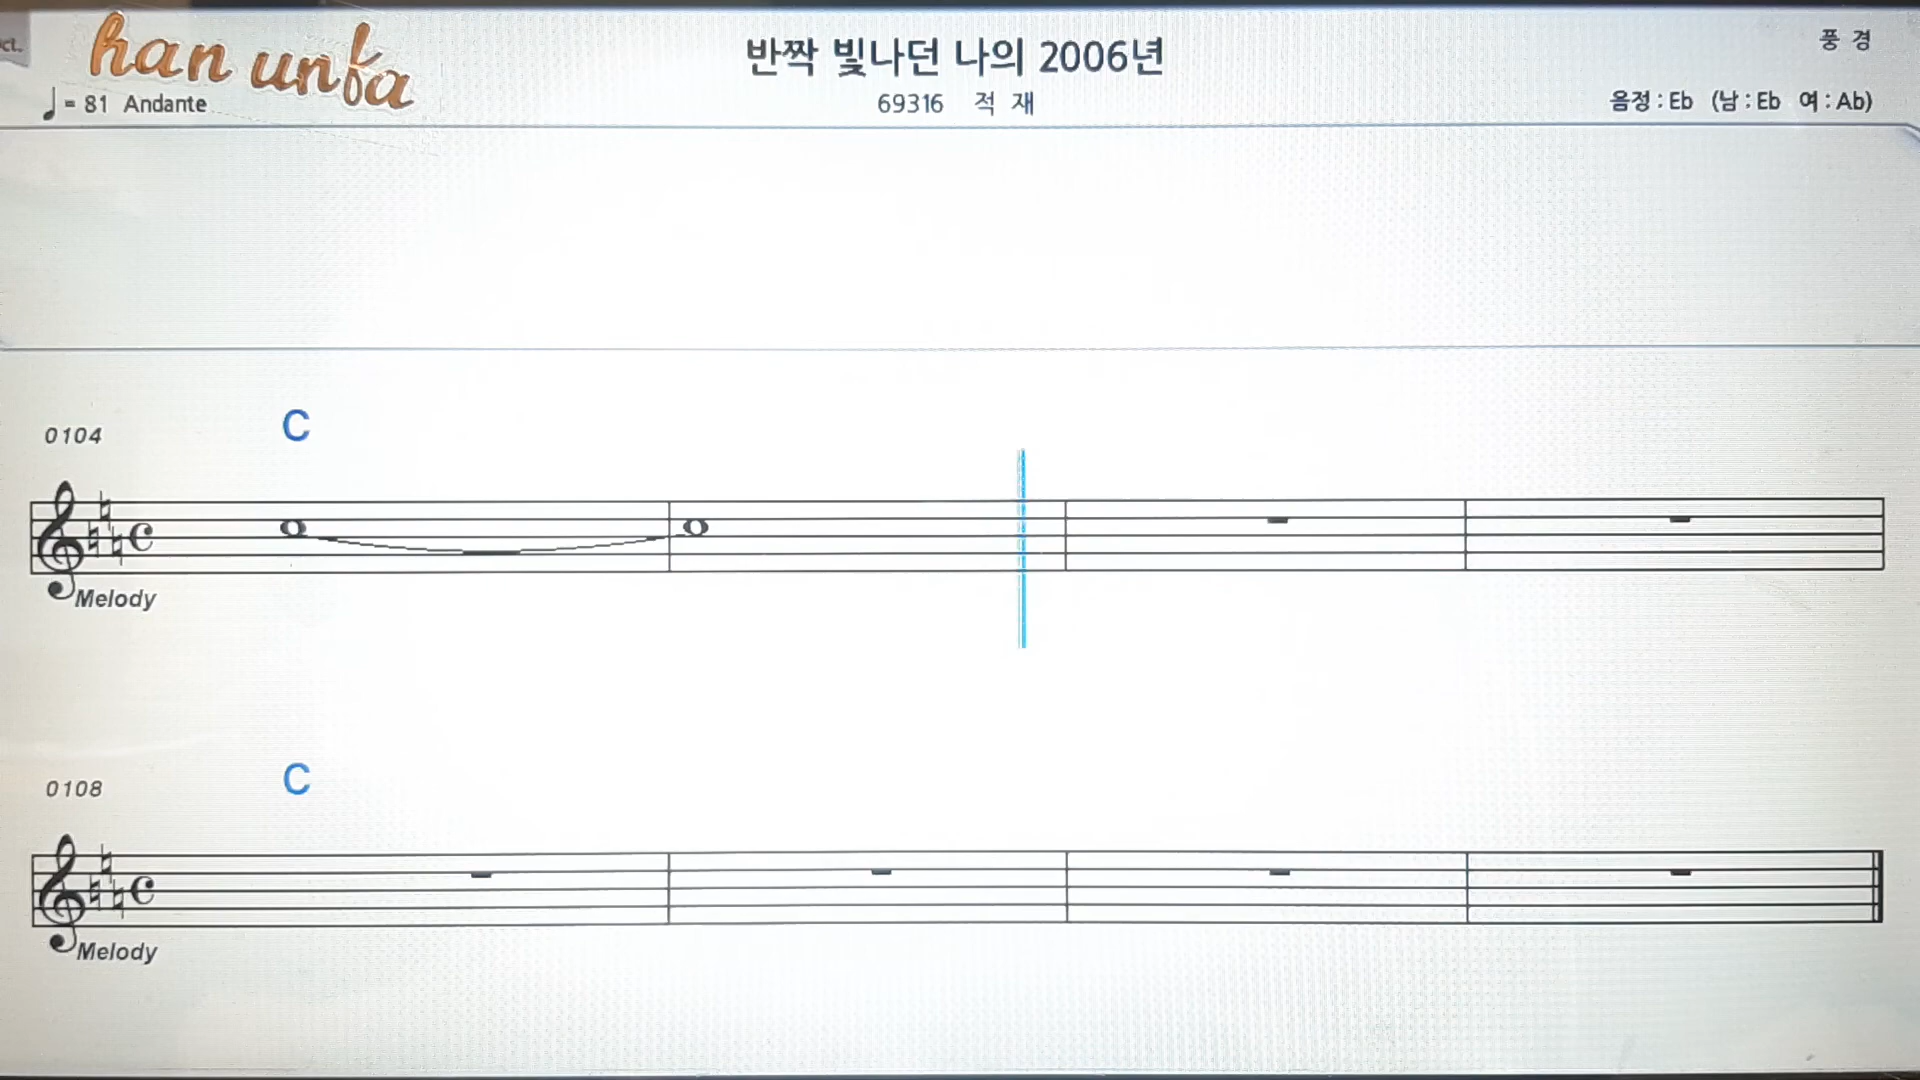 ct.
han unba
반짝 빛나던 나의 2006년
풍 경
♩ = 81 Andante
69316 적 재
음정 : Eb (남 : Eb 여 : Ab)
0104
C
Melody
0108
C
Melody